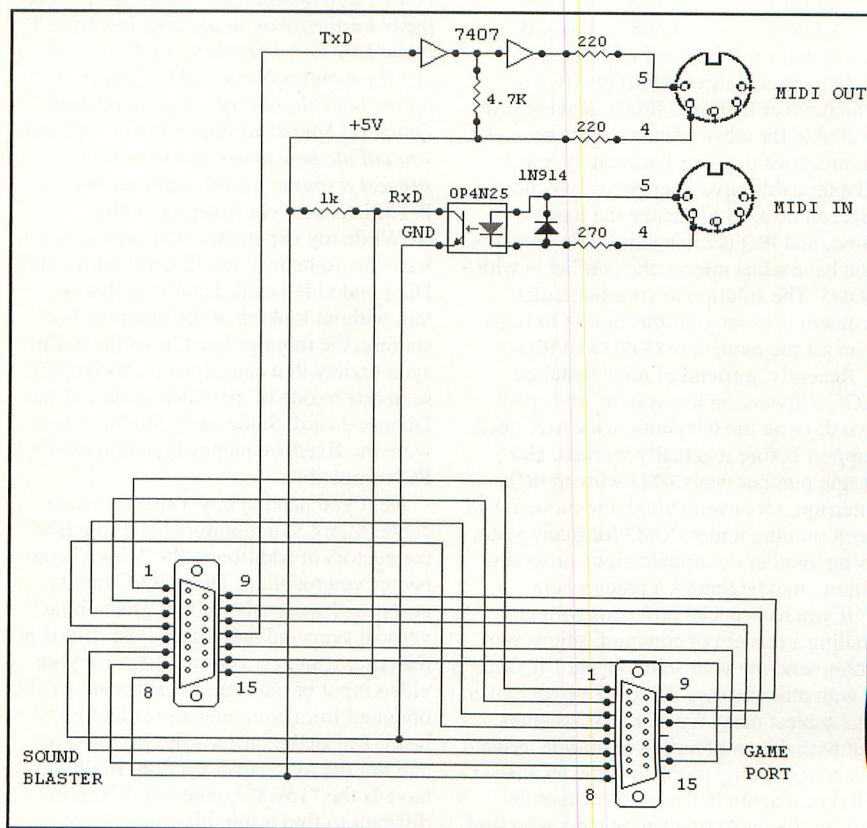 TxD
7407
220
5
MIDI OUT
4.7K
+5V
220
4
1N914
5
1k
RxD
OP4N25
MIDI IN
GND
270
4
1
9
8
15
SOUND
BLASTER
1
9
8
15
GAME
PORT